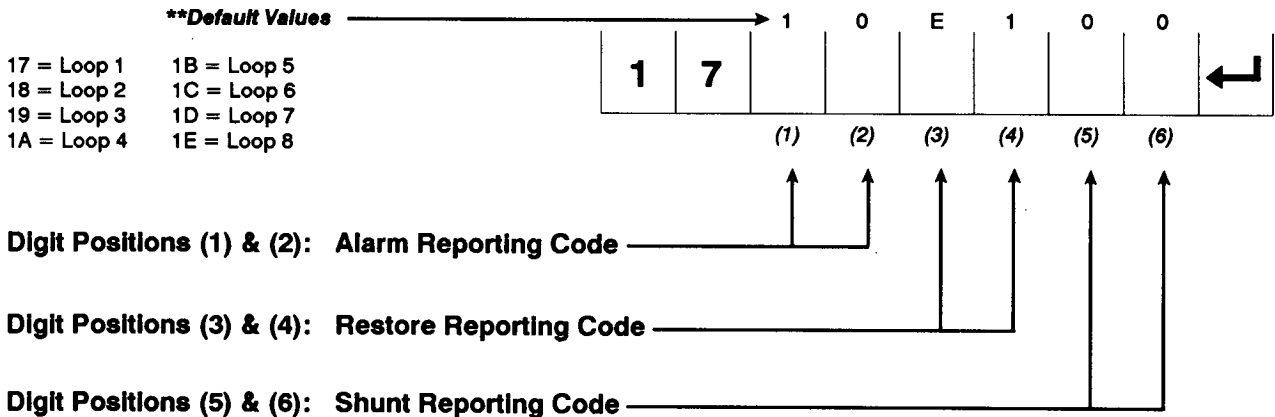 **Default Values 1 0 E 1 0 0
17 = Loop 1 1B = Loop 5
18 = Loop 2 1C = Loop 6
19 = Loop 3 1D = Loop 7
1A = Loop 4 1E = Loop 8
1 7
(1) (2) (3) (4) (5) (6)
Digit Positions (1) & (2): Alarm Reporting Code
Digit Positions (3) & (4): Restore Reporting Code
Digit Positions (5) & (6): Shunt Reporting Code